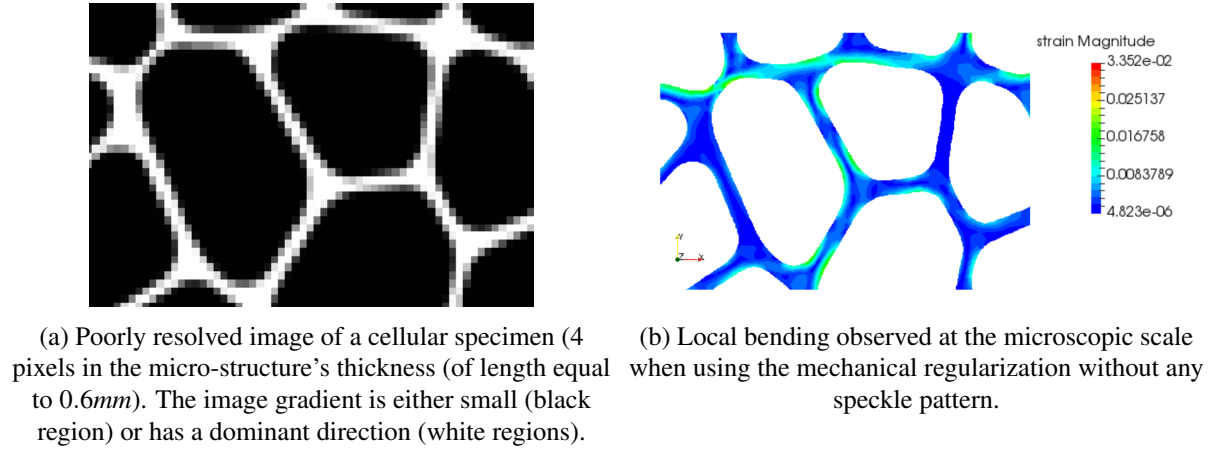 strain Magnitude
3.352e-02
0.025137
0.016758
0.0083789
4.823e-06
Y
Z X
(a) Poorly resolved image of a cellular specimen (4
pixels in the micro-structure's thickness (of length equal
to 0.6mm). The image gradient is either small (black
region) or has a dominant direction (white regions).
(b) Local bending observed at the microscopic scale
when using the mechanical regularization without any
speckle pattern.